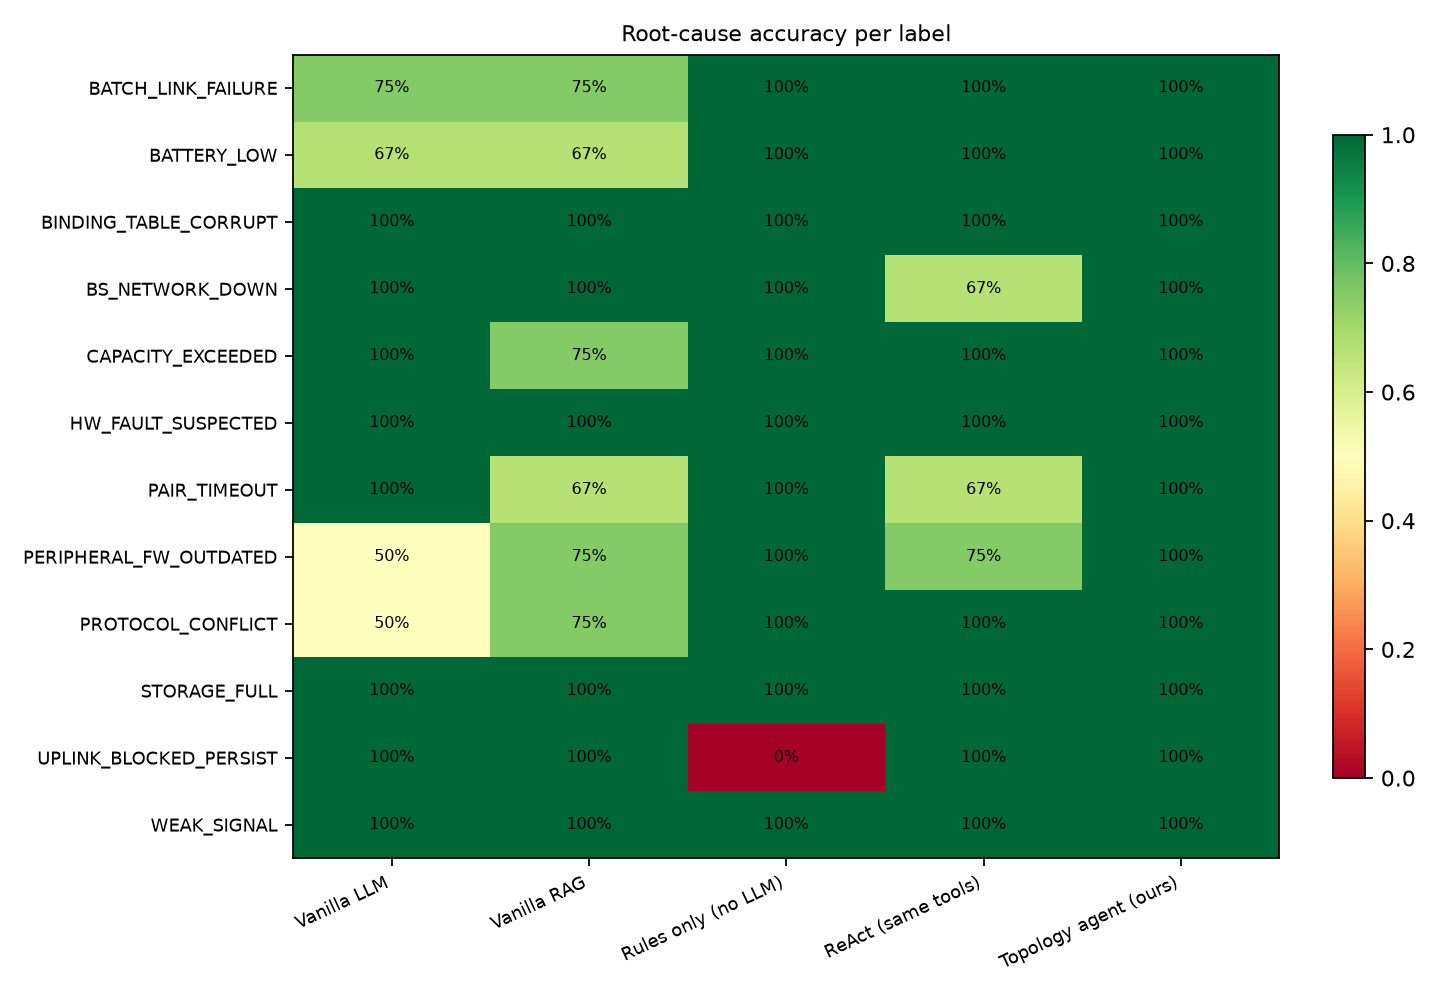 Root-cause accuracy per label
BATCH_LINK_FAILURE 75% 75% 100% 100% 100%
BATTERY_LOW 67% 67% 100% 100% 100%
BINDING_TABLE_CORRUPT 100% 100% 100% 100% 100%
BS_NETWORK_DOWN 100% 100% 100% 67% 100%
CAPACITY_EXCEEDED 100% 75% 100% 100% 100%
HW_FAULT_SUSPECTED 100% 100% 100% 100% 100%
PAIR_TIMEOUT 100% 67% 100% 67% 100%
PERIPHERAL_FW_OUTDATED 50% 75% 100% 75% 100%
PROTOCOL_CONFLICT 50% 75% 100% 100% 100%
STORAGE_FULL 100% 100% 100% 100% 100%
UPLINK_BLOCKED_PERSIST 100% 100% 0% 100% 100%
WEAK_SIGNAL 100% 100% 100% 100% 100%
Vanilla LLM
Vanilla RAG
Rules only (no LLM)
ReAct (same tools)
Topology agent (ours)
1.0
0.8
0.6
0.4
0.2
0.0